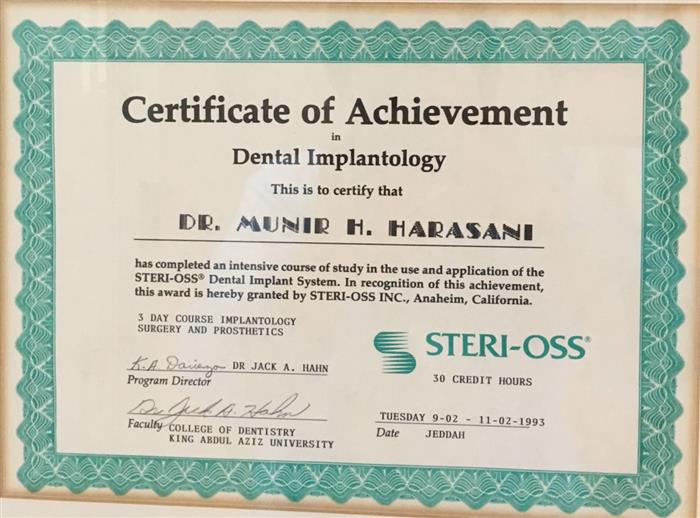 Certificate of Achievement
in
Dental Implantology
This is to certify that
DR. MUNIR H. HARASANI
has completed an intensive course of study in the use and application of the
STERI-OSS® Dental Implant System. In recognition of this achievement,
this award is hereby granted by STERI-OSS INC., Anaheim, California.
3 DAY COURSE IMPLANTOLOGY
SURGERY AND PROSTHETICS
STERI-OSS®
DR JACK A. HAHN
Program Director
30 CREDIT HOURS
Dr Jack A. Hahn
Faculty COLLEGE OF DENTISTRY
KING ABDUL AZIZ UNIVERSITY
TUESDAY 9-02 - 11-02-1993
Date JEDDAH